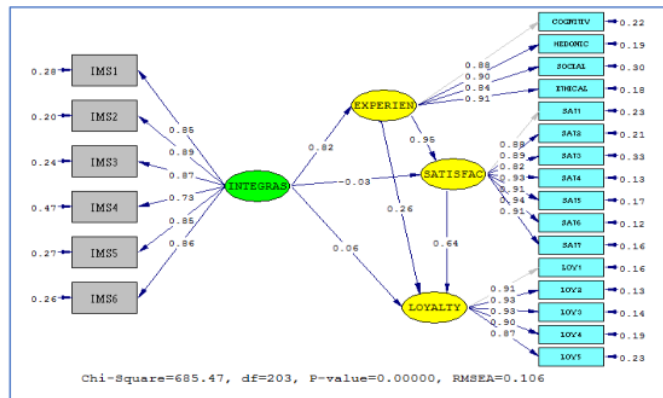 COGNITIV
0.22
HEDONIC
0.19
SOCIAL
0.30
ETHICAL
0.18
SAT1
0.23
SAT2
0.21
SAT3
0.33
SAT4
0.13
SAT5
0.17
SAT6
0.12
SAT7
0.16
LOY1
0.16
LOY2
0.13
LOY3
0.14
LOY4
0.19
LOY5
0.23
0.28
IMS1
0.20
IMS2
0.24
IMS3
0.47
IMS4
0.27
IMS5
0.26
IMS6
0.85
0.89
0.87
0.73
0.85
0.86
INTEGRAS
EXPERIEN
SATISFAC
LOYALTY
0.82
-0.03
0.06
0.95
0.26
0.64
0.88
0.90
0.84
0.91
0.88
0.89
0.82
0.93
0.91
0.94
0.91
0.91
0.93
0.93
0.90
0.87
Chi-Square=685.47, df=203, P-value=0.00000, RMSEA=0.106